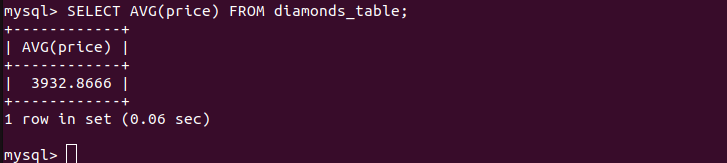 mysql> SELECT AVG(price) FROM diamonds_table;
+------------+
| AVG(price) |
+------------+
|  3932.8666 |
+------------+
1 row in set (0.06 sec)
mysql>